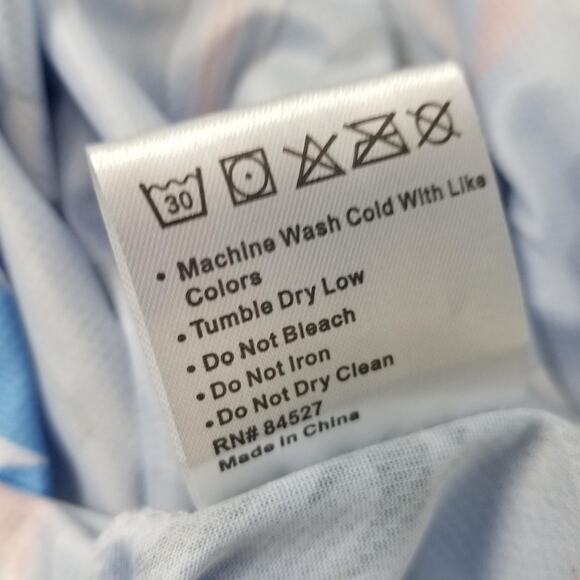 30
• Machine Wash Cold With Like
Colors
• Tumble Dry Low
• Do Not Bleach
• Do Not Iron
• Do Not Dry Clean
RN# 84527
Made in China